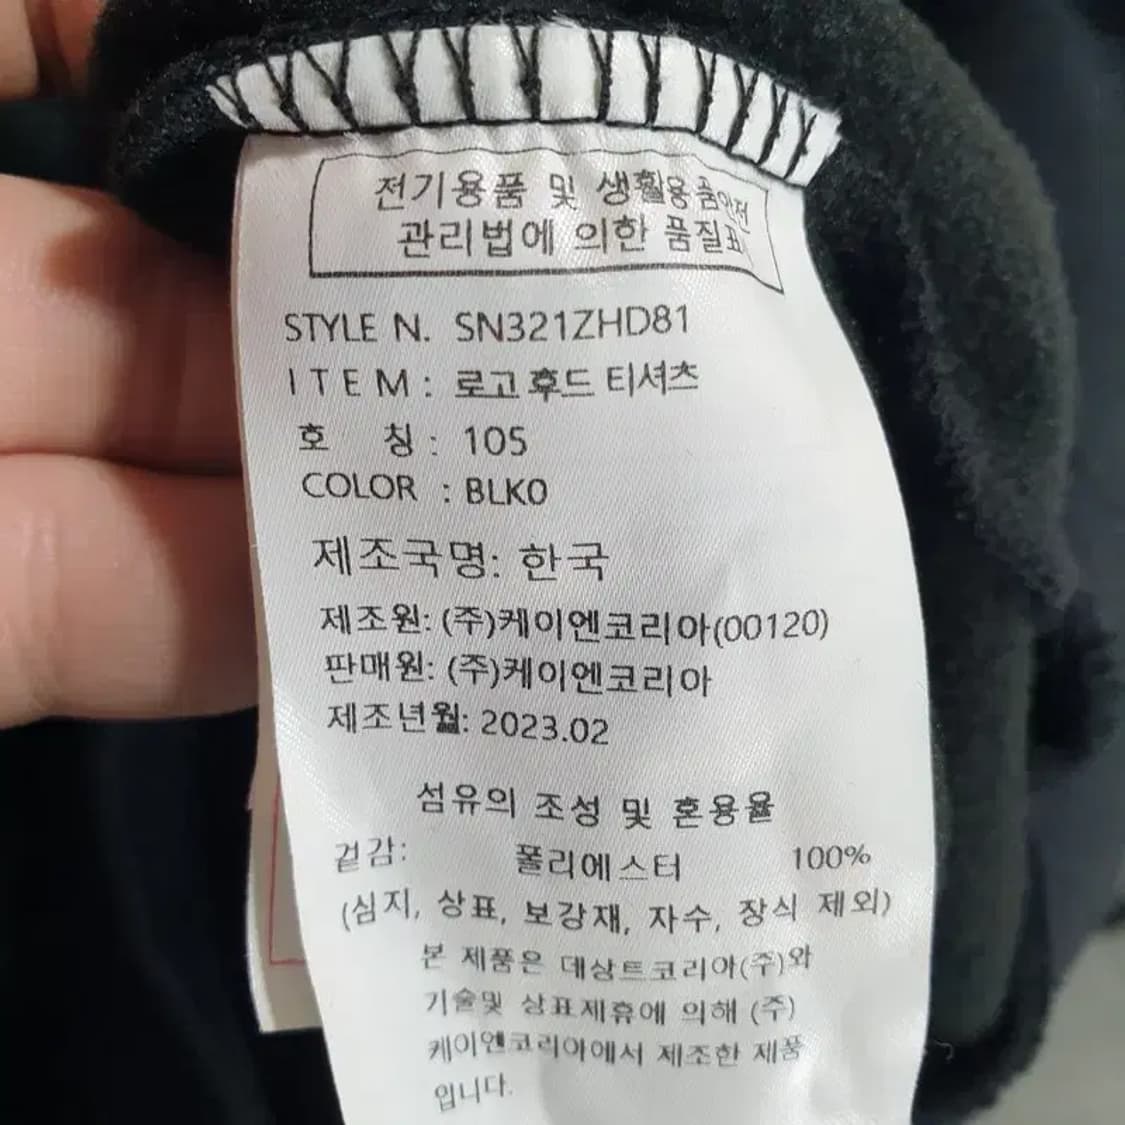 전기용품 및 생활용품안전
관리법에 의한 품질표시
STYLE N. SN321ZHD81
ITEM: 로고후드티셔츠
호 칭: 105
COLOR : BLK0
제조국명: 한국
제조원: (주)케이엔코리아(00120)
판매원: (주)케이엔코리아
제조년월: 2023.02
섬유의 조성 및 혼용율
겉감: 폴리에스터 100%
(심지, 상표, 보강재, 자수, 장식 제외)
본 제품은 데상트코리아(주)와
기술및 상표제휴에 의해 (주)
케이엔코리아에서 제조한 제품
입니다.